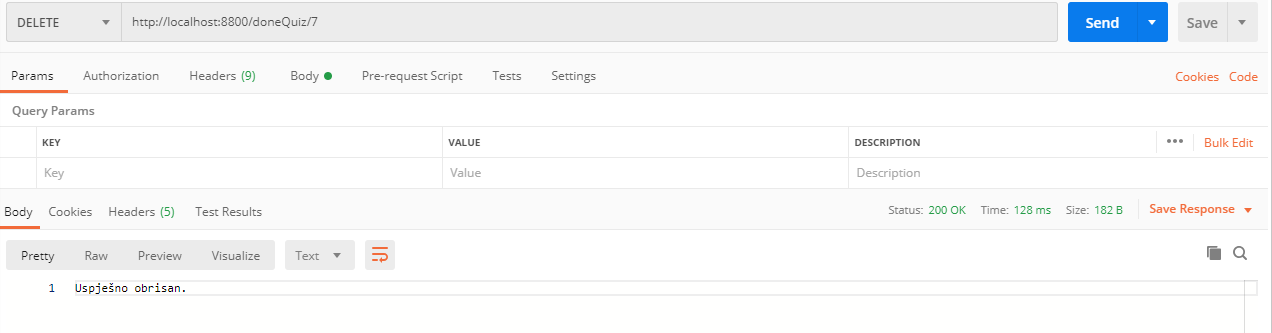 DELETE http://localhost:8800/doneQuiz/7 Send Save
Params Authorization Headers (9) Body Pre-request Script Tests Settings Cookies Code
Query Params
KEY VALUE DESCRIPTION ••• Bulk Edit
Key Value Description
Body Cookies Headers (5) Test Results Status: 200 OK Time: 128 ms Size: 182 B Save Response
Pretty Raw Preview Visualize Text
1 Uspješno obrisan.